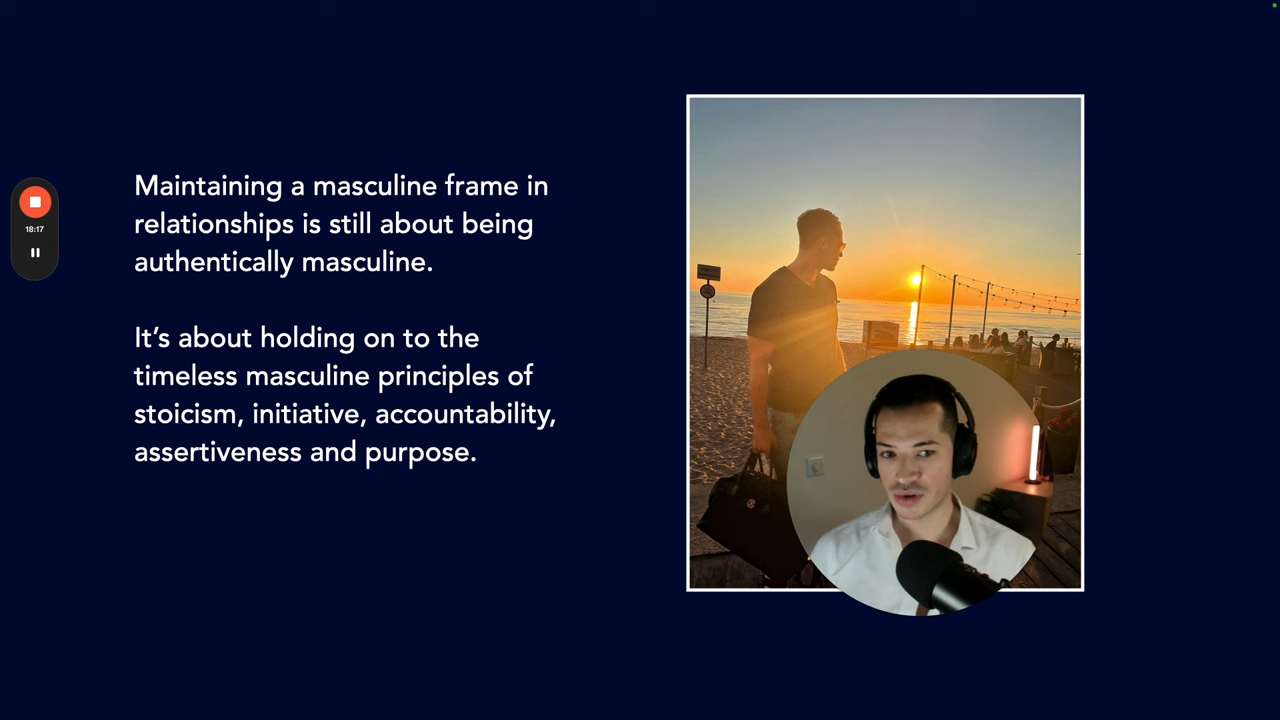 Maintaining a masculine frame in
relationships is still about being
authentically masculine.
It’s about holding on to the
timeless masculine principles of
stoicism, initiative, accountability,
assertiveness and purpose.
18:17